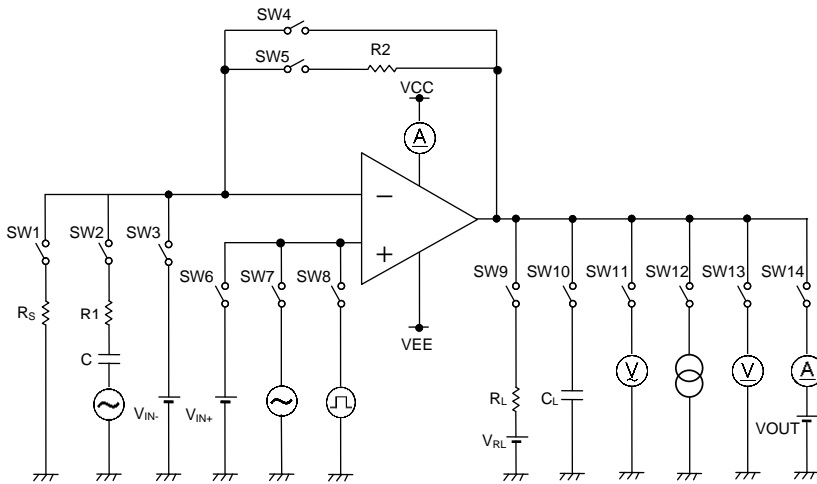 SW4
SW5 R2
VCC
A
SW1 SW2 SW3
−
+
SW6 SW7 SW8
SW9 SW10 SW11 SW12 SW13 SW14
RS R1
C
VEE
VIN- VIN+
RL CL V V A
VRL VOUT